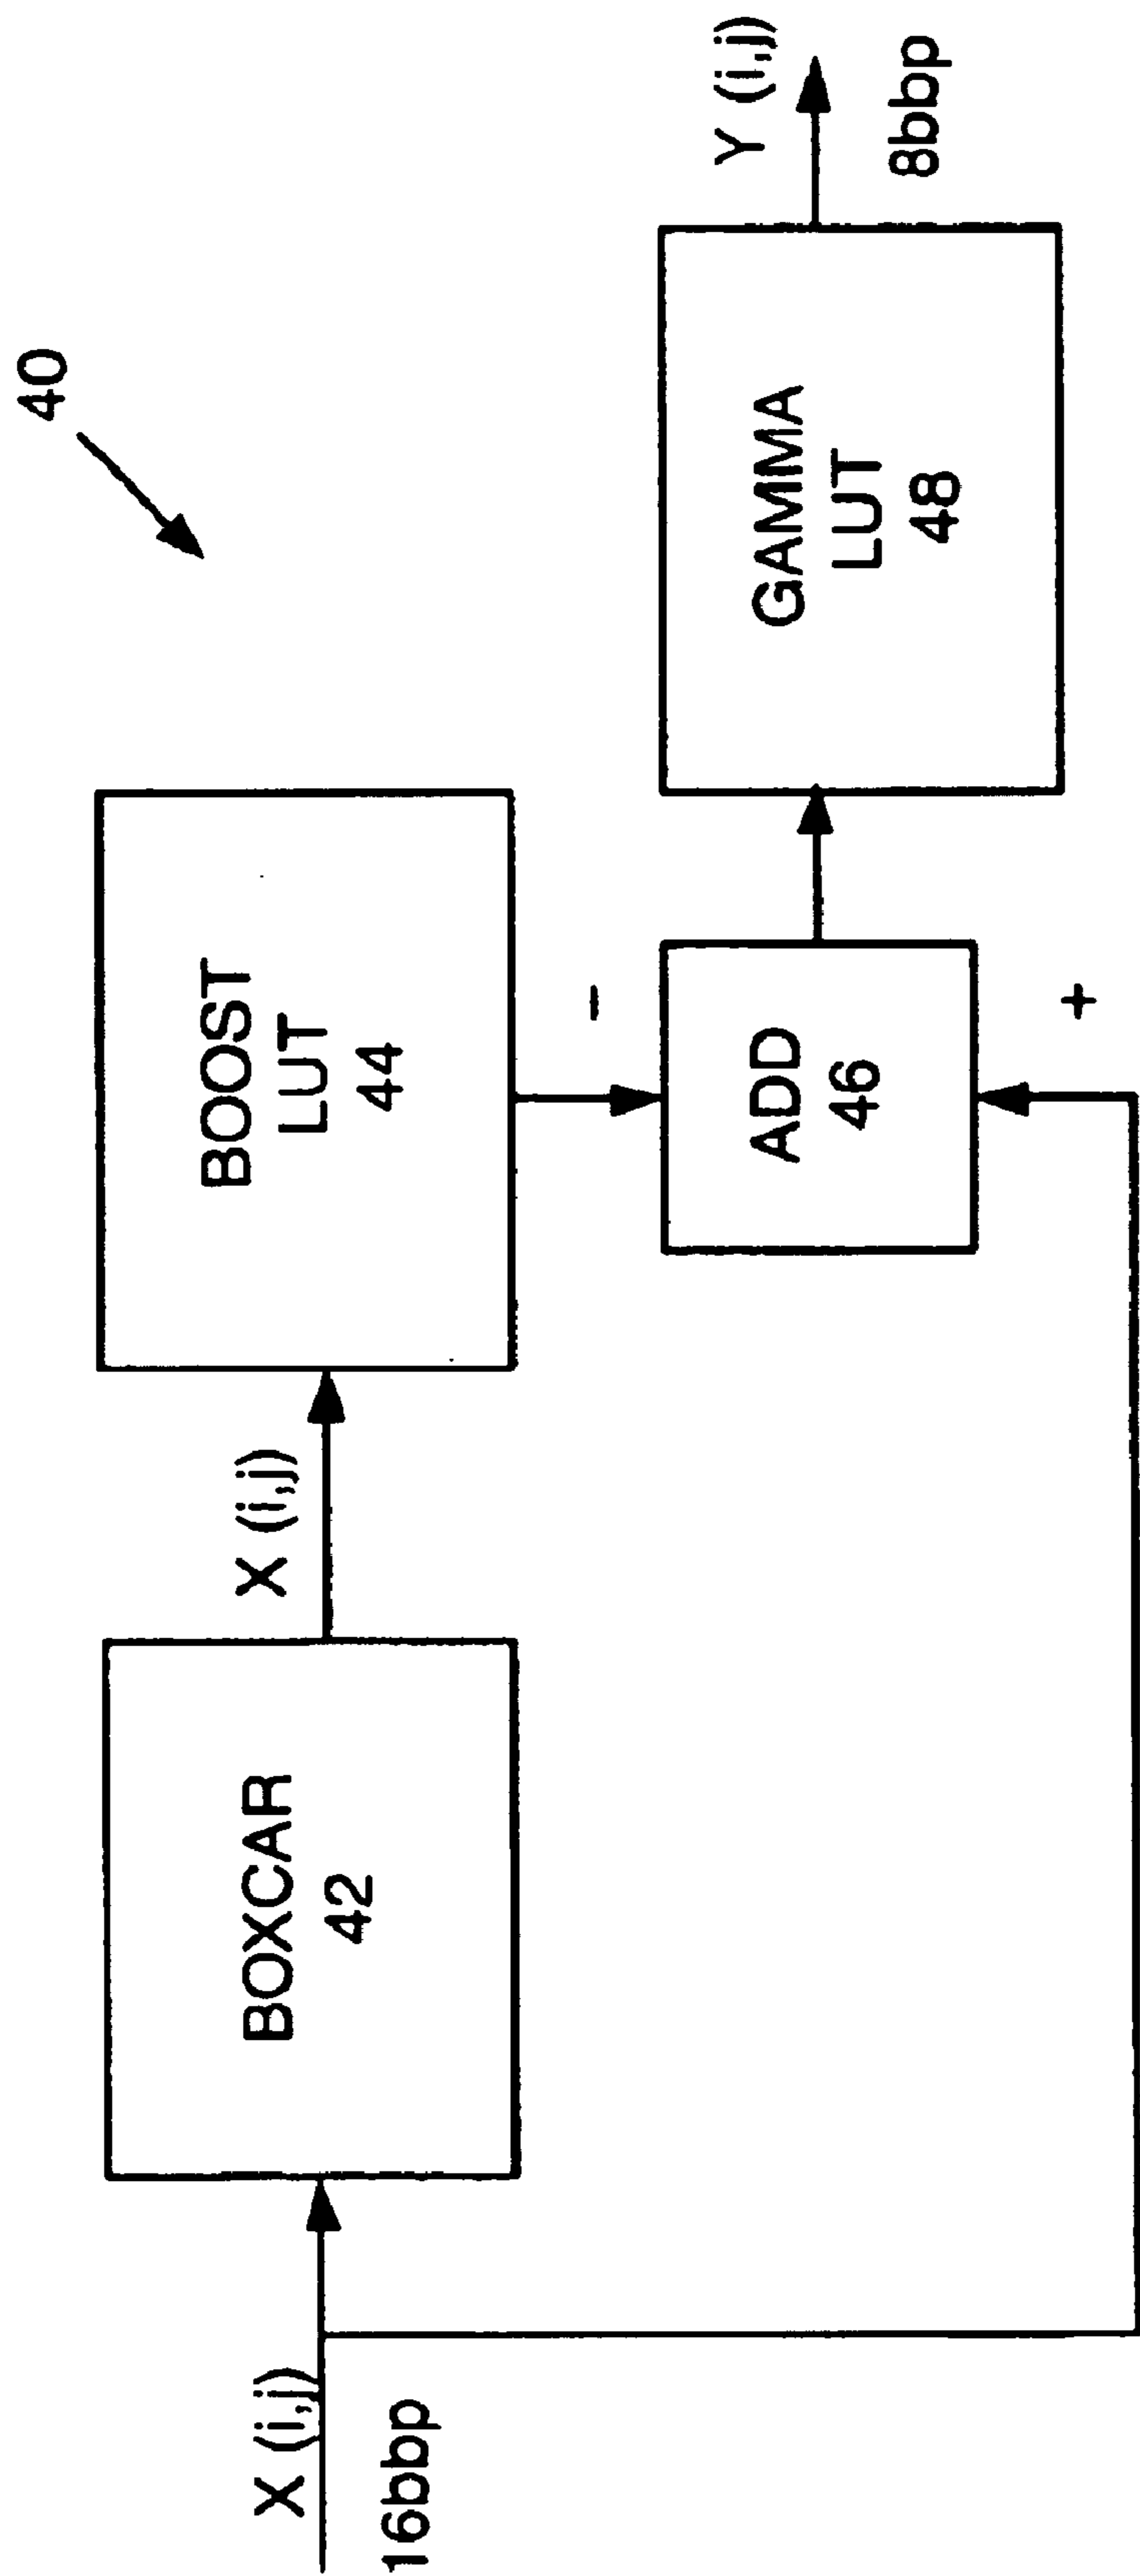 40
X (i,j)
16bbp
BOXCAR
42
X (i,j)
BOOST
LUT
44
-
ADD
46
+
GAMMA
LUT
48
Y (i,j)
8bbp